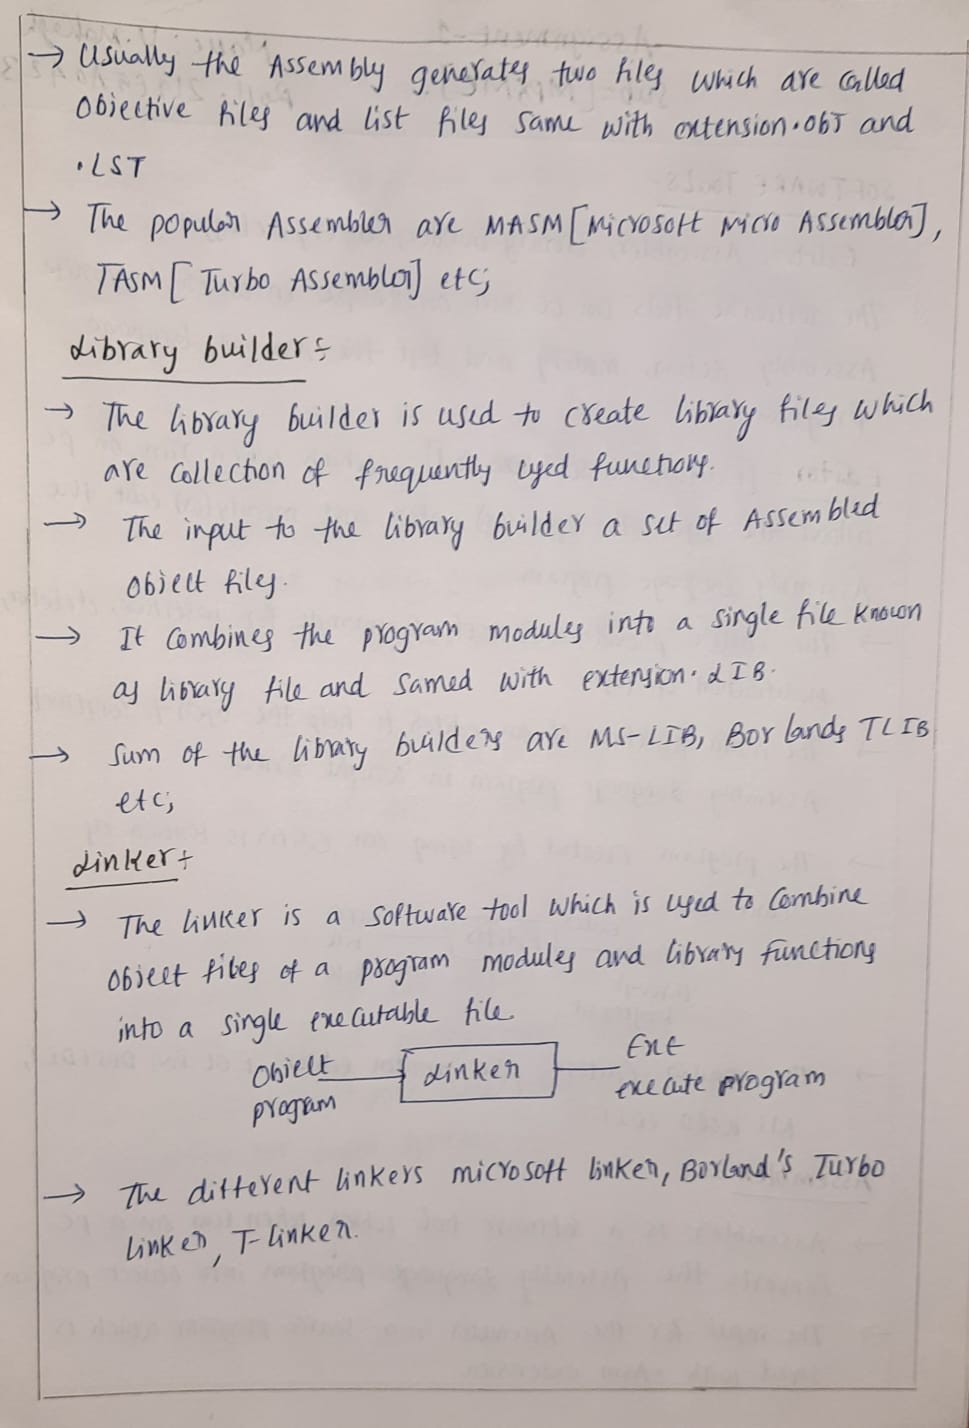 → Usually the Assembly generates two files which are called
Objective files and list files same with extension.OBJ and
.LST
→ The popular Assembler are MASM [Microsoft Micro Assembler],
TASM [Turbo Assembler] etc;
Library builder:-
→ The library builder is used to create library files which
are collection of frequently used functions.
→ The input to the library builder a set of Assembled
object files.
→ It combines the program modules into a single file known
as library file and samed with extension.LIB.
→ Sum of the library builders are MS-LIB, Borlands TLIB
etc;
Linker:-
→ The linker is a software tool which is used to combine
object files of a program modules and library functions
into a single executable file.
Object
program
Linker
EXE
execute program
→ The different linkers microsoft linker, Borland's Turbo
linker, T-linker.